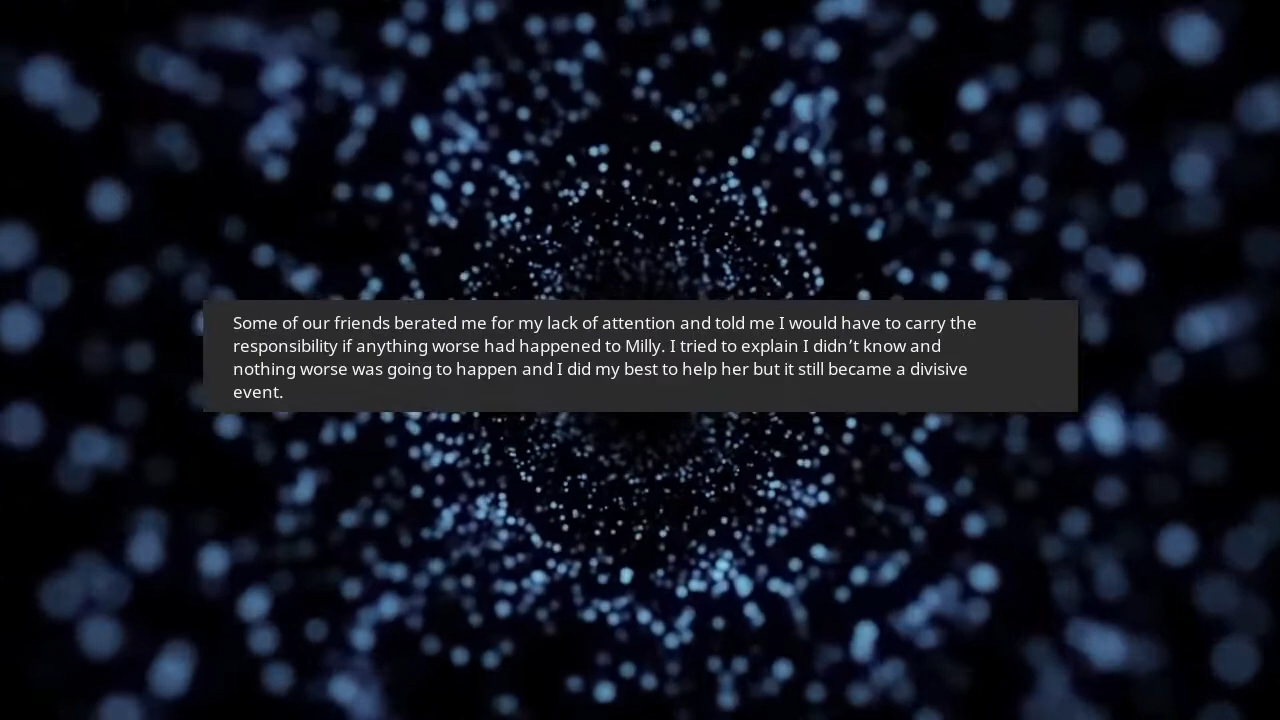 Some of our friends berated me for my lack of attention and told me I would have to carry the
responsibility if anything worse had happened to Milly. I tried to explain I didn’t know and
nothing worse was going to happen and I did my best to help her but it still became a divisive
event.